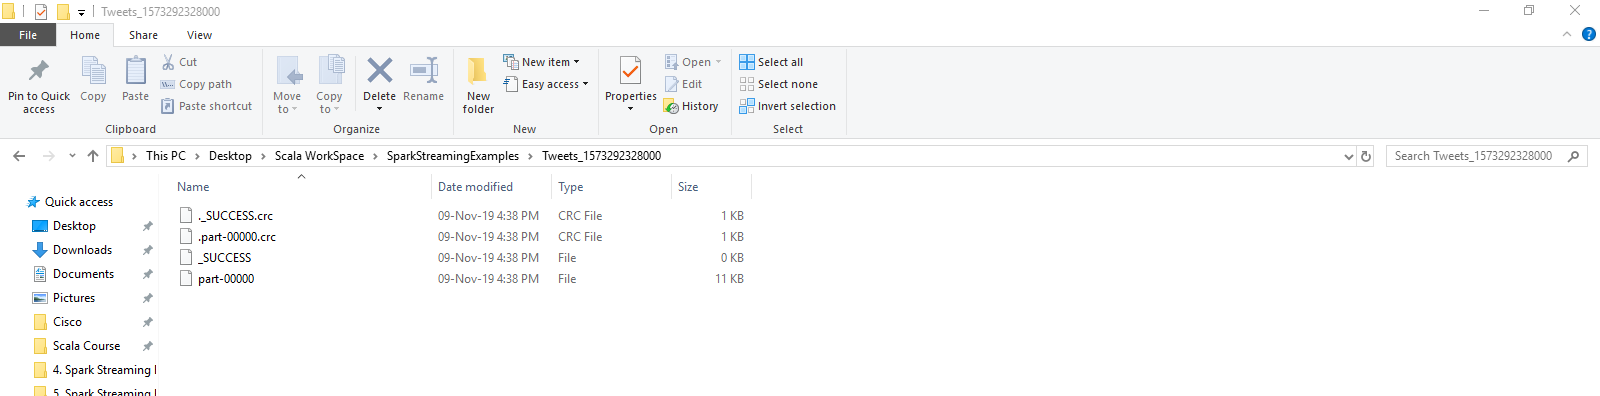 Tweets_1573292328000
File Home Share View
Pin to Quick access
Copy
Paste
Cut
Copy path
Paste shortcut
Clipboard
Move to
Copy to
Delete
Rename
Organize
New folder
New item
Easy access
New
Properties
Open
Edit
History
Open
Select all
Select none
Invert selection
Select
This PC > Desktop > Scala WorkSpace > SparkStreamingExamples > Tweets_1573292328000
Search Tweets_1573292328000
Quick access
Desktop
Downloads
Documents
Pictures
Cisco
Scala Course
4. Spark Streaming
5. Spark Streaming
Name Date modified Type Size
._SUCCESS.crc 09-Nov-19 4:38 PM CRC File 1 KB
.part-00000.crc 09-Nov-19 4:38 PM CRC File 1 KB
_SUCCESS 09-Nov-19 4:38 PM File 0 KB
part-00000 09-Nov-19 4:38 PM File 11 KB